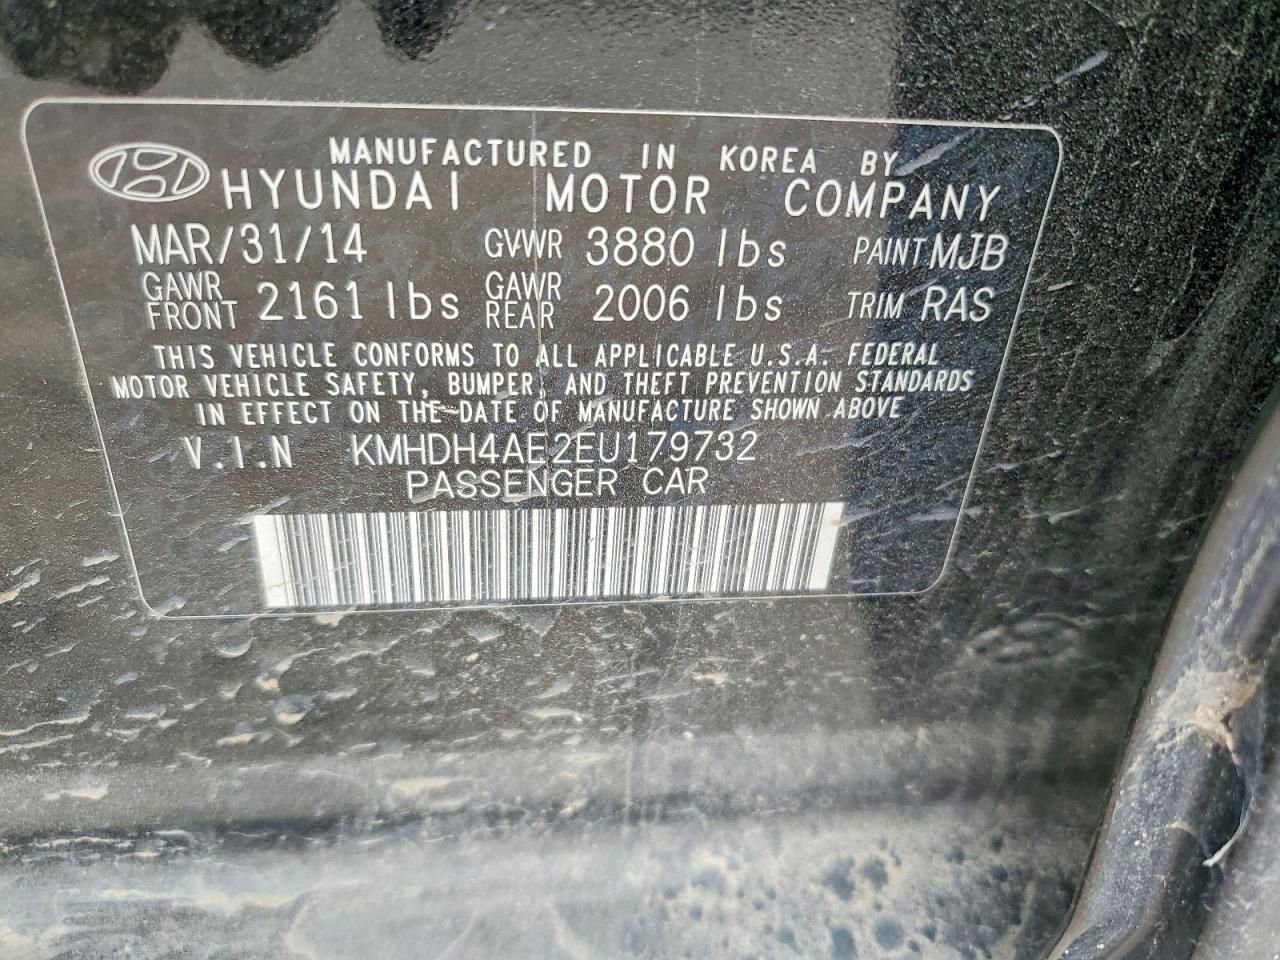 MANUFACTURED IN KOREA BY
HYUNDAI MOTOR COMPANY
MAR/31/14 GVWR 3880 lbs PAINT MJB
GAWR FRONT 2161 lbs GAWR REAR 2006 lbs TRIM RAS
THIS VEHICLE CONFORMS TO ALL APPLICABLE U.S.A. FEDERAL
MOTOR VEHICLE SAFETY, BUMPER, AND THEFT PREVENTION STANDARDS
IN EFFECT ON THE DATE OF MANUFACTURE SHOWN ABOVE
V.I.N KMHDH4AE2EU179732
PASSENGER CAR